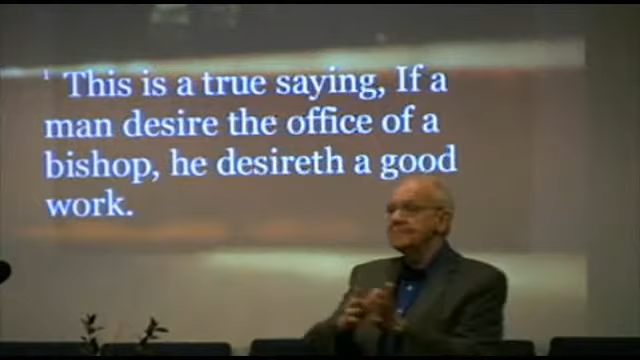 1 This is a true saying, If a
man desire the office of a
bishop, he desireth a good
work.